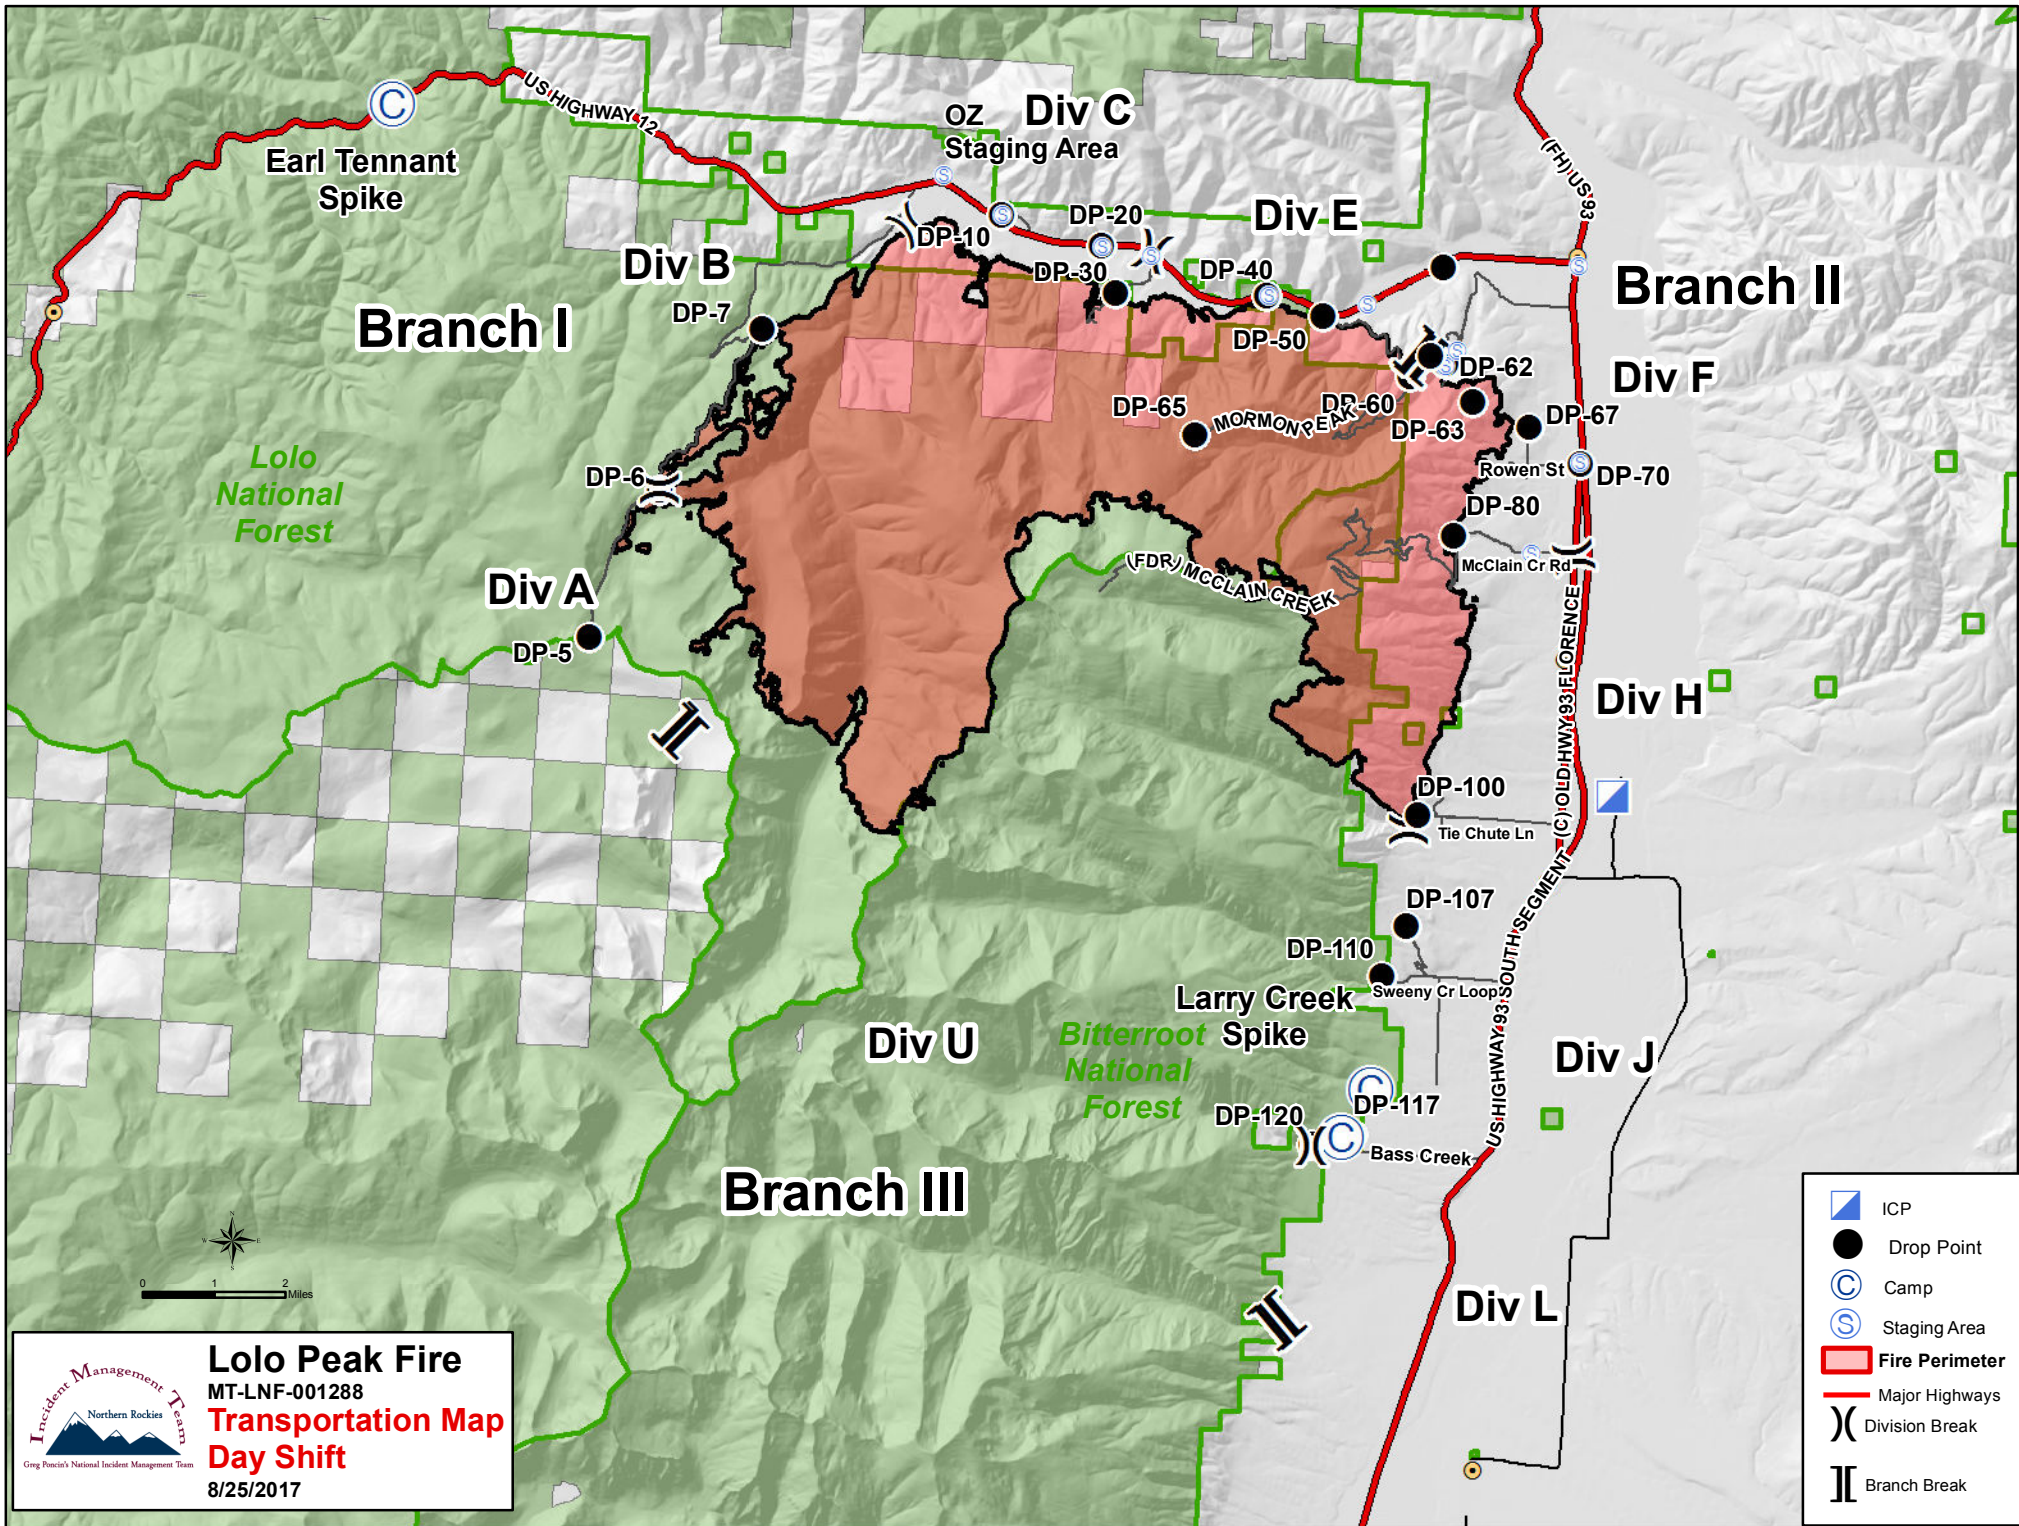 US HIGHWAY 12
Earl Tennant
Spike
OZ
Staging Area
Div C
(FH) US 93
DP-10
DP-20
Div E
Div B
DP-30
DP-40
Branch II
Branch I
DP-7
DP-50
DP-62
Div F
DP-65
MORMON PEAK
DP-60
DP-63
DP-67
Rowen St
DP-70
Lolo
National
Forest
DP-6
DP-80
(FDR) MCCLAIN CREEK
McClain Cr Rd
Div A
DP-5
(C) OLD HWY 93 FLORENCE
Div H
DP-100
Tie Chute Ln
US HIGHWAY 93 SOUTH SEGMENT
DP-107
DP-110
Sweeny Cr Loop
Larry Creek
Spike
Div U
Bitterroot
National
Forest
Div J
DP-117
DP-120
Bass Creek
Branch III
Div L
N
W
E
S
0 1 2
Miles
Incident Management Team
Northern Rockies
Greg Poncin's National Incident Management Team
Lolo Peak Fire
MT-LNF-001288
Transportation Map
Day Shift
8/25/2017
ICP
Drop Point
C Camp
S Staging Area
Fire Perimeter
Major Highways
Division Break
Branch Break